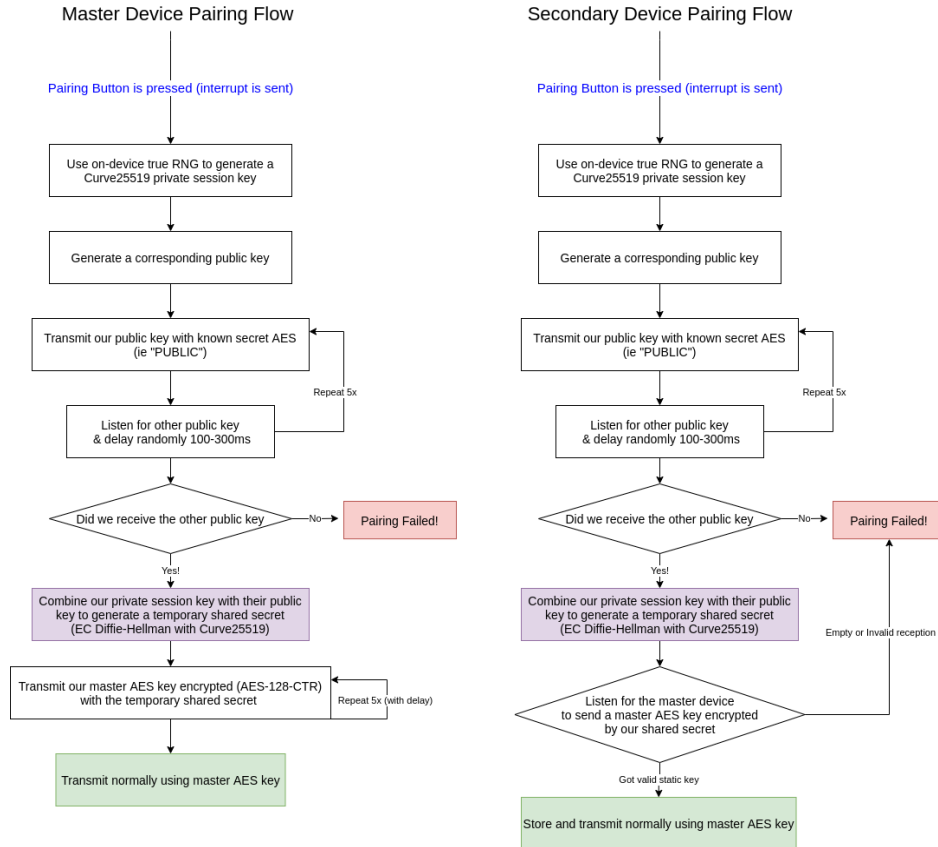 Master Device Pairing Flow
Pairing Button is pressed (interrupt is sent)
Use on-device true RNG to generate a
Curve25519 private session key
Generate a corresponding public key
Transmit our public key with known secret AES
(ie "PUBLIC")
Repeat 5x
Listen for other public key
& delay randomly 100-300ms
Did we receive the other public key
No
Pairing Failed!
Yes!
Combine our private session key with their public
key to generate a temporary shared secret
(EC Diffie-Hellman with Curve25519)
Transmit our master AES key encrypted (AES-128-CTR)
with the temporary shared secret
Repeat 5x (with delay)
Transmit normally using master AES key
Secondary Device Pairing Flow
Pairing Button is pressed (interrupt is sent)
Use on-device true RNG to generate a
Curve25519 private session key
Generate a corresponding public key
Transmit our public key with known secret AES
(ie "PUBLIC")
Repeat 5x
Listen for other public key
& delay randomly 100-300ms
Did we receive the other public key
No
Pairing Failed!
Yes!
Combine our private session key with their public
key to generate a temporary shared secret
(EC Diffie-Hellman with Curve25519)
Empty or Invalid reception
Listen for the master device
to send a master AES key encrypted
by our shared secret
Got valid static key
Store and transmit normally using master AES key